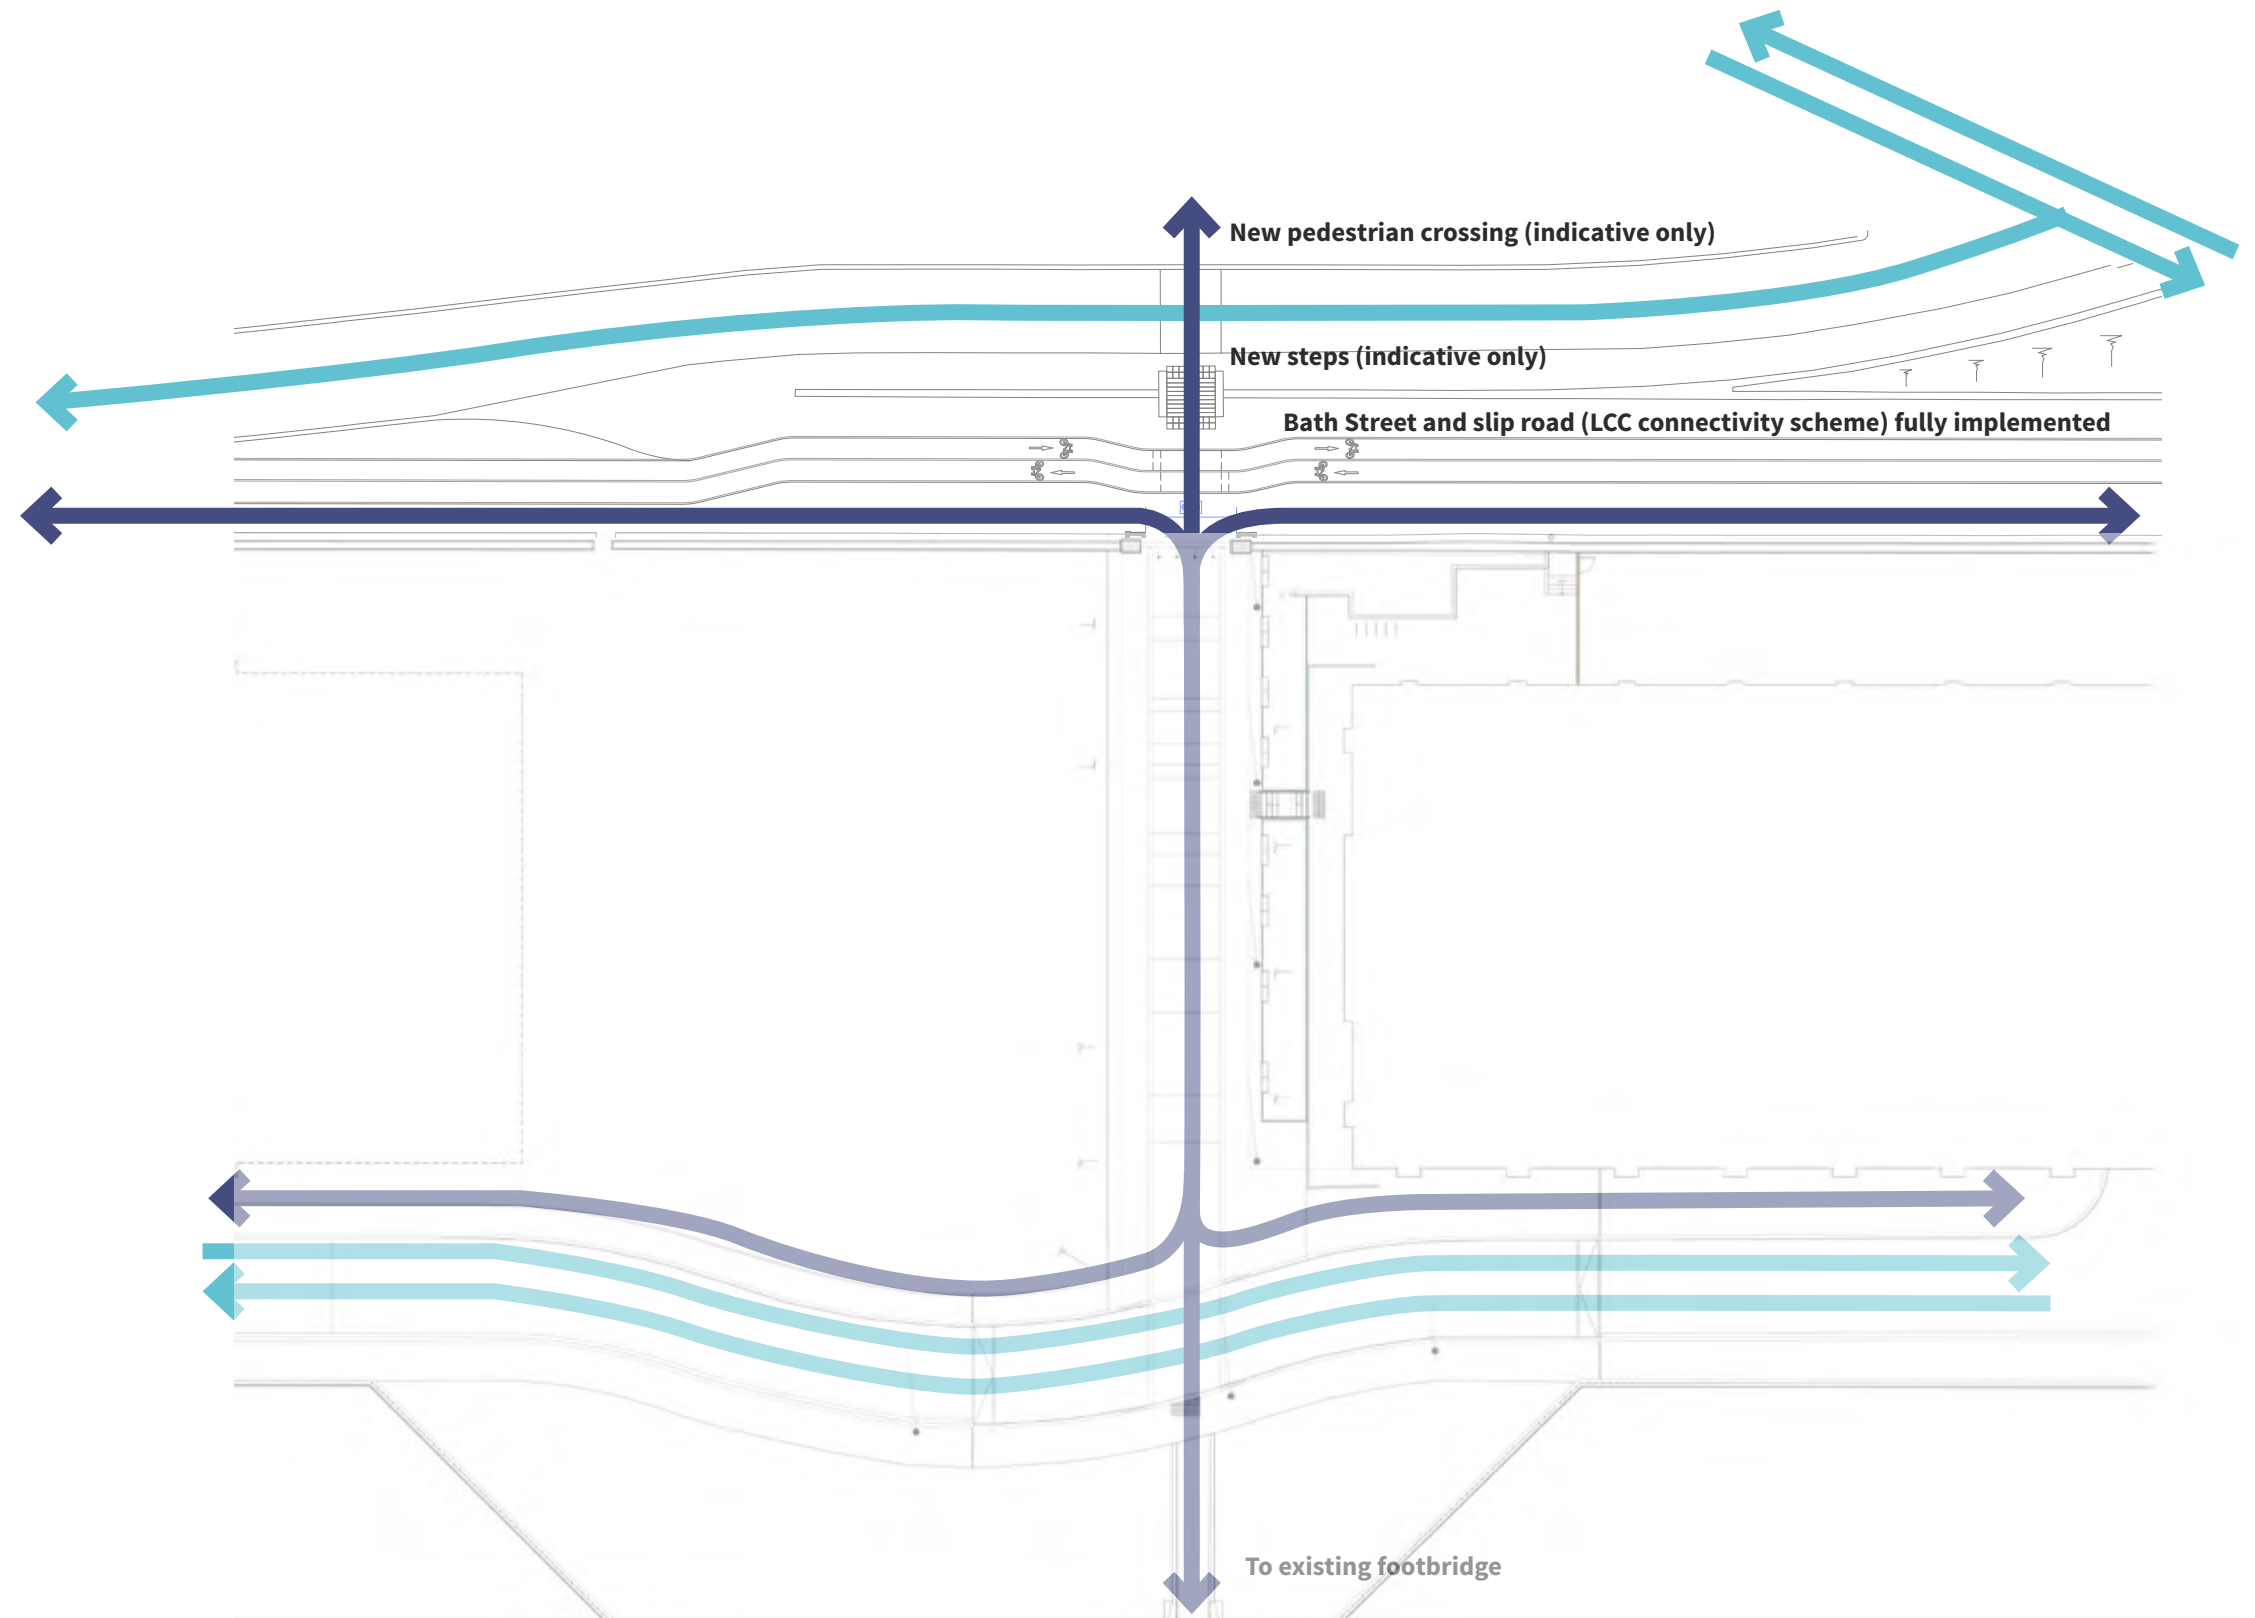 New pedestrian crossing (indicative only)
New steps (indicative only)
Bath Street and slip road (LCC connectivity scheme) fully implemented
To existing footbridge